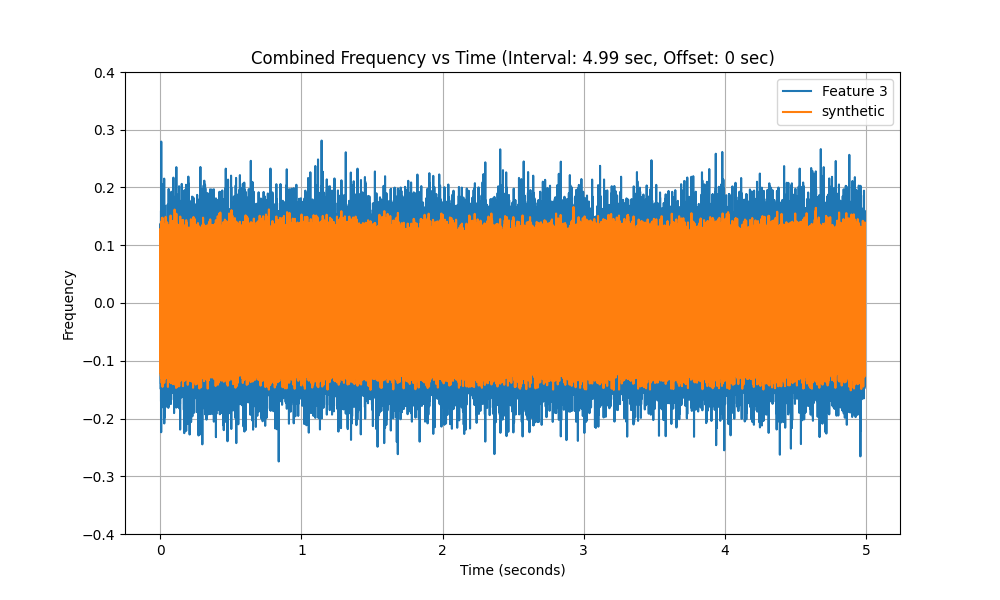 Combined Frequency vs Time (Interval: 4.99 sec, Offset: 0 sec)
Feature 3
synthetic
Frequency
0.4
0.3
0.2
0.1
0.0
−0.1
−0.2
−0.3
−0.4
0 1 2 3 4 5
Time (seconds)